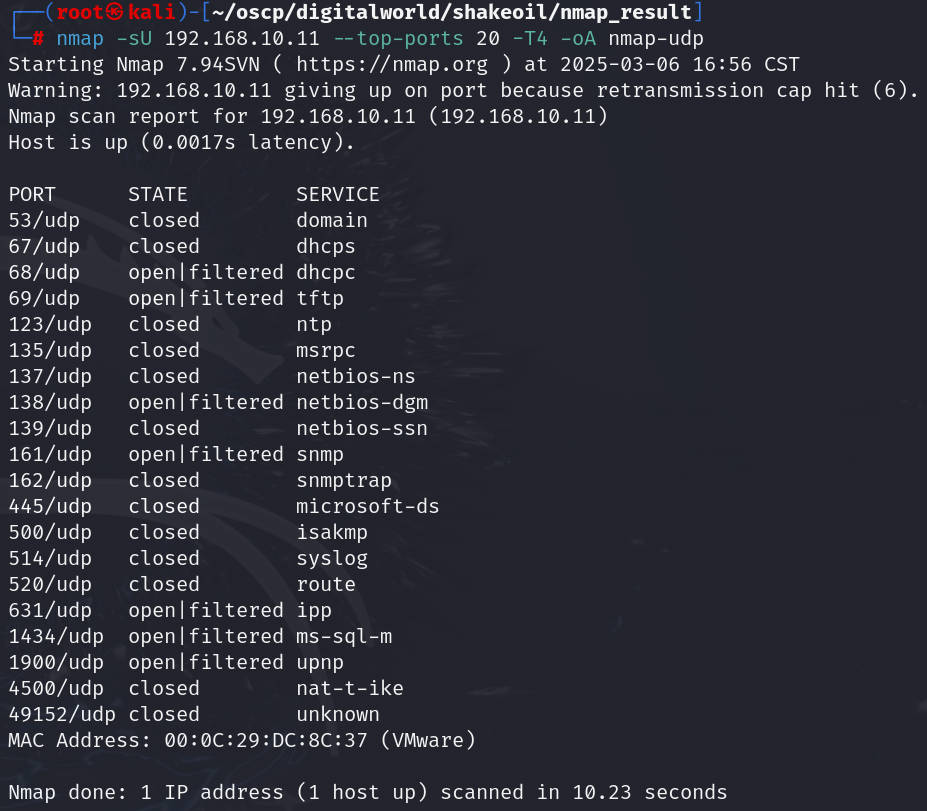 ┌──(root㉿kali)-[~/oscp/digitalworld/shakeoil/nmap_result]
└─# nmap -sU 192.168.10.11 --top-ports 20 -T4 -oA nmap-udp
Starting Nmap 7.94SVN ( https://nmap.org ) at 2025-03-06 16:56 CST
Warning: 192.168.10.11 giving up on port because retransmission cap hit (6).
Nmap scan report for 192.168.10.11 (192.168.10.11)
Host is up (0.0017s latency).

PORT      STATE         SERVICE
53/udp    closed        domain
67/udp    closed        dhcps
68/udp    open|filtered dhcpc
69/udp    open|filtered tftp
123/udp   closed        ntp
135/udp   closed        msrpc
137/udp   closed        netbios-ns
138/udp   open|filtered netbios-dgm
139/udp   closed        netbios-ssn
161/udp   open|filtered snmp
162/udp   closed        snmptrap
445/udp   closed        microsoft-ds
500/udp   closed        isakmp
514/udp   closed        syslog
520/udp   closed        route
631/udp   open|filtered ipp
1434/udp  open|filtered ms-sql-m
1900/udp  open|filtered upnp
4500/udp  closed        nat-t-ike
49152/udp closed        unknown
MAC Address: 00:0C:29:DC:8C:37 (VMware)

Nmap done: 1 IP address (1 host up) scanned in 10.23 seconds